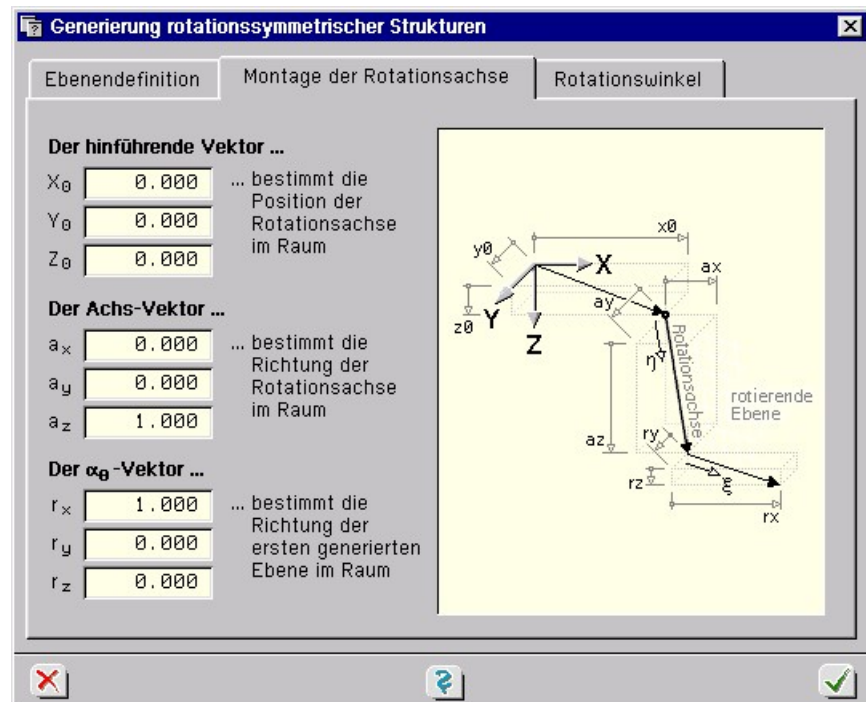 Generierung rotationssymmetrischer Strukturen
Ebenendefinition
Montage der Rotationsachse
Rotationswinkel
Der hinführende Vektor ...
X0 0.000
Y0 0.000
Z0 0.000
... bestimmt die
Position der
Rotationsachse
im Raum
Der Achs-Vektor ...
ax 0.000
ay 0.000
az 1.000
... bestimmt die
Richtung der
Rotationsachse
im Raum
Der α0-Vektor ...
rx 1.000
ry 0.000
rz 0.000
... bestimmt die
Richtung der
ersten generierten
Ebene im Raum
x0
y0
X
ax
ay
z0
Y
Z
η
Rotationsachse
rotierende
Ebene
az
ry
rz
ξ
rx